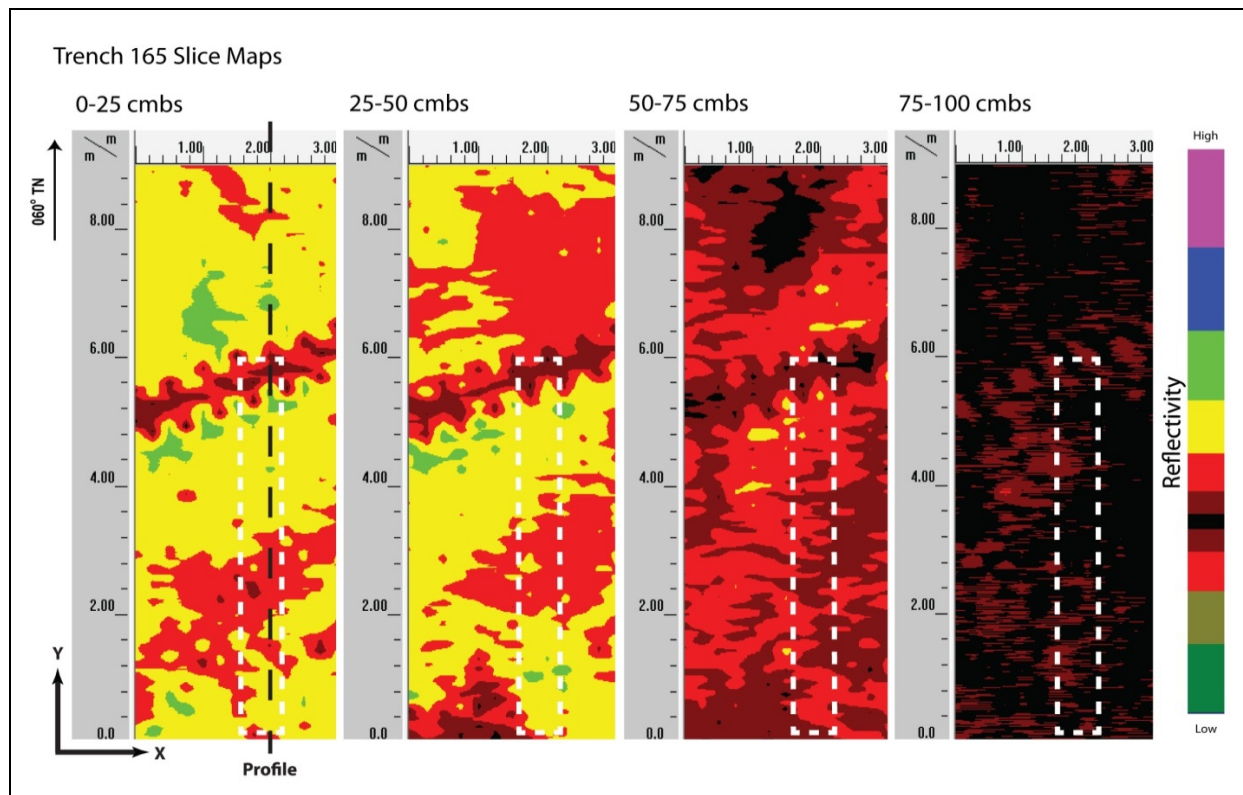 Trench 165 Slice Maps
0-25 cmbs
25-50 cmbs
50-75 cmbs
75-100 cmbs
060° TN
m
m
1.00 2.00 3.00
8.00
6.00
4.00
2.00
0.0
m
m
1.00 2.00 3.00
8.00
6.00
4.00
2.00
0.0
m
m
1.00 2.00 3.00
8.00
6.00
4.00
2.00
0.0
m
m
1.00 2.00 3.00
8.00
6.00
4.00
2.00
0.0
High
Reflectivity
Low
Y
X
Profile